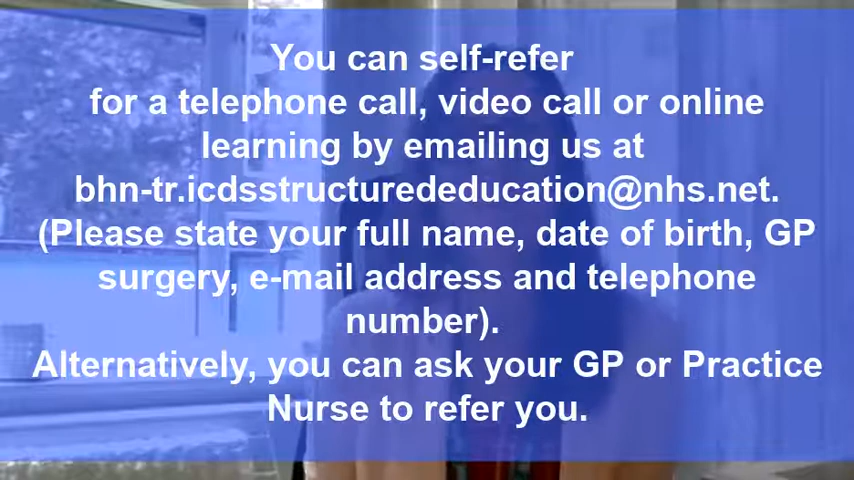 You can self-refer
for a telephone call, video call or online
learning by emailing us at
bhn-tr.icdsstructurededucation@nhs.net.
(Please state your full name, date of birth, GP
surgery, e-mail address and telephone
number).
Alternatively, you can ask your GP or Practice
Nurse to refer you.